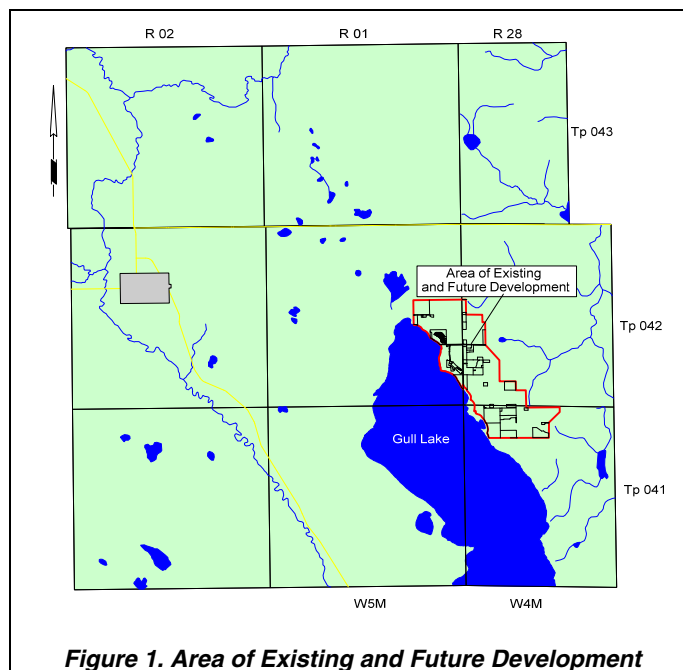 R 02
R 01
R 28
Tp 043
Area of Existing
and Future Development
Tp 042
Gull Lake
Tp 041
W5M
W4M
Figure 1. Area of Existing and Future Development